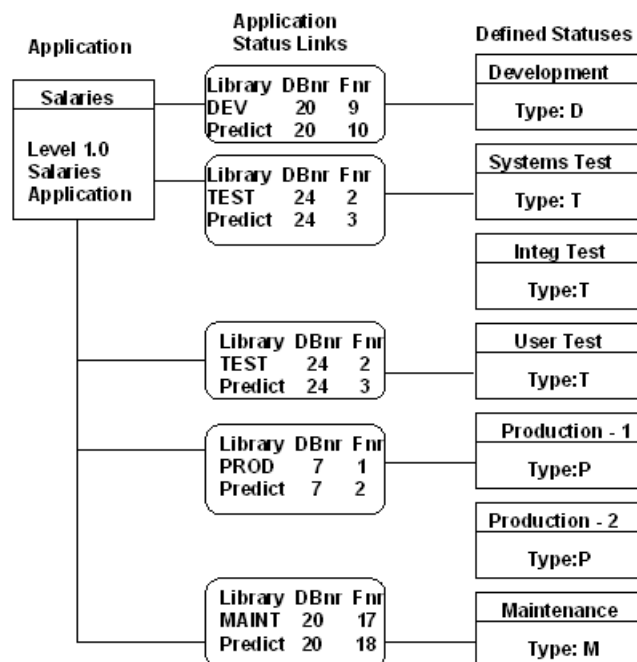 Application
Application
Status Links
Defined Statuses
Salaries
Level 1.0
Salaries
Application
Library DBnr Fnr
DEV 20 9
Predict 20 10
Development
Type: D
Library DBnr Fnr
TEST 24 2
Predict 24 3
Systems Test
Type: T
Integ Test
Type:T
Library DBnr Fnr
TEST 24 2
Predict 24 3
User Test
Type:T
Library DBnr Fnr
PROD 7 1
Predict 7 2
Production - 1
Type:P
Production - 2
Type:P
Library DBnr Fnr
MAINT 20 17
Predict 20 18
Maintenance
Type: M